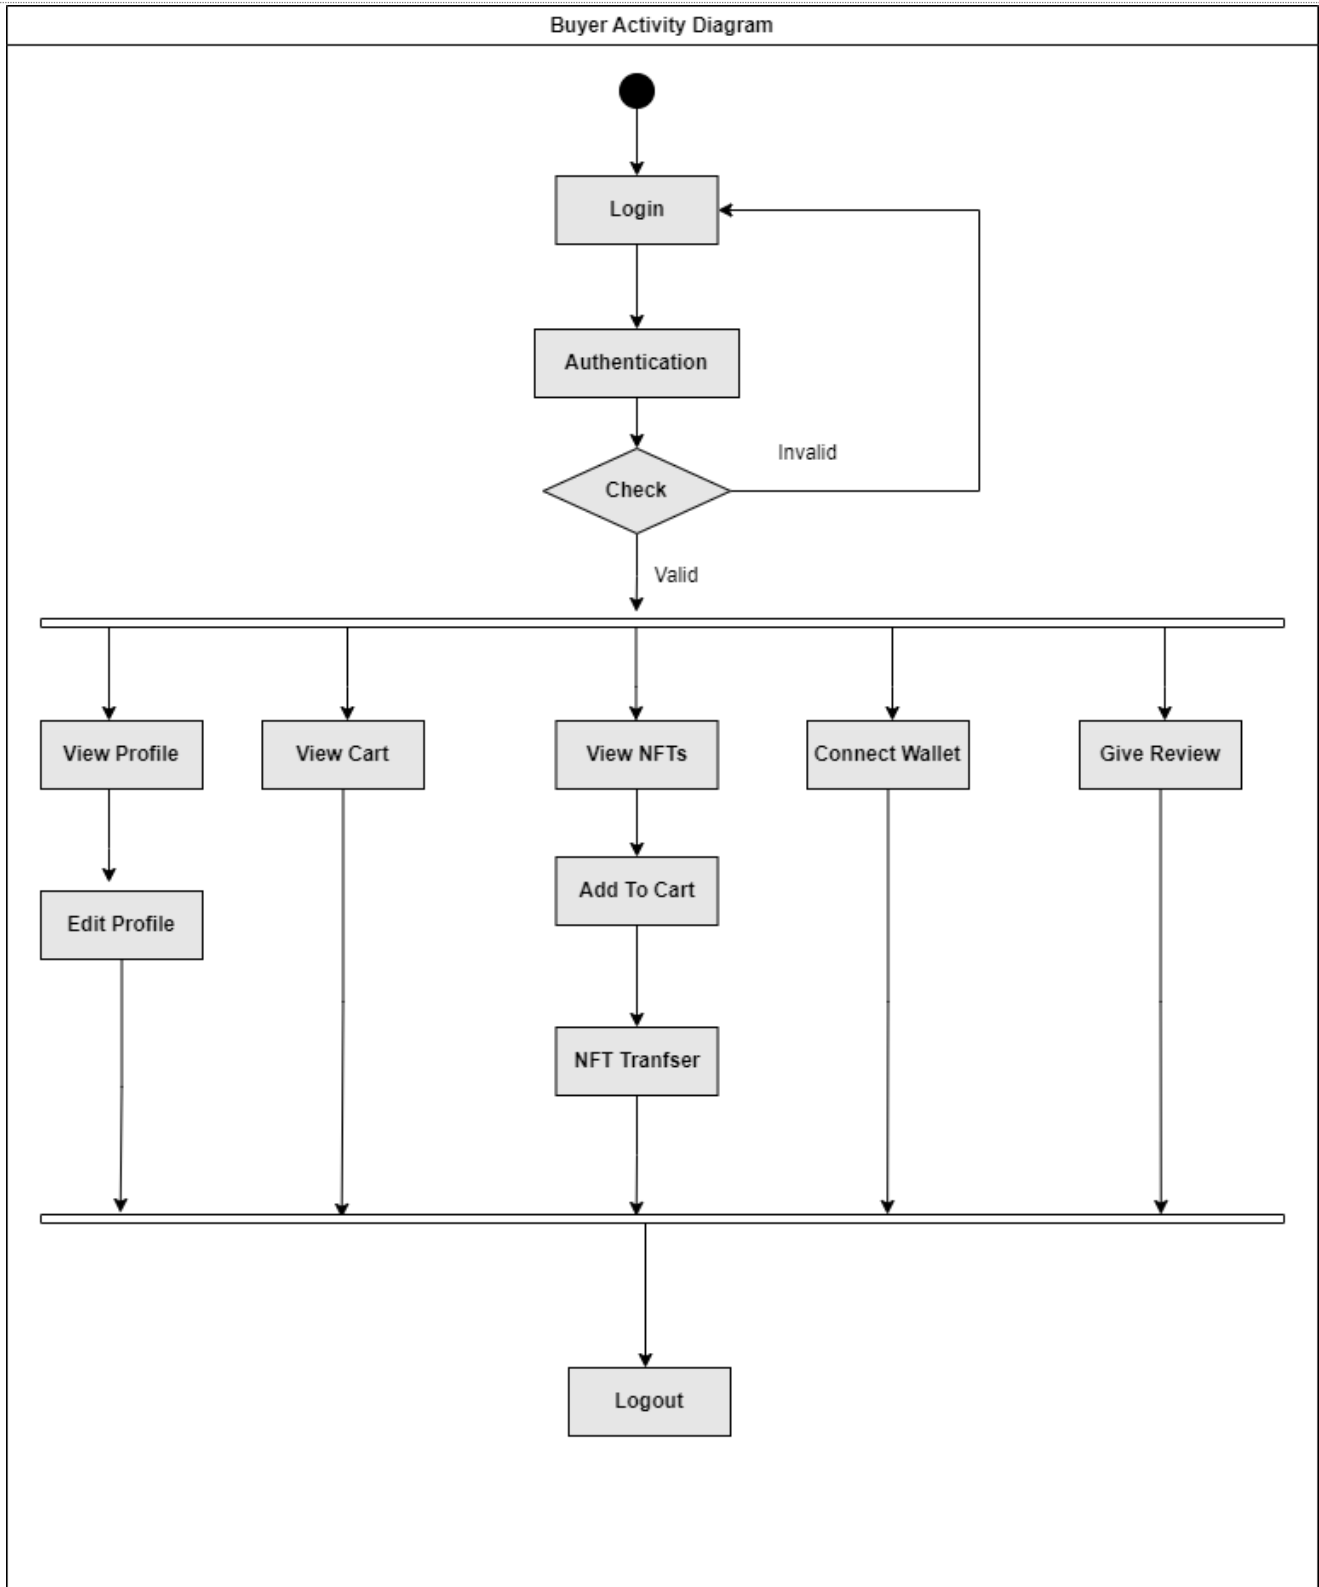 Buyer Activity Diagram
Login
Authentication
Invalid
Check
Valid
View Profile
View Cart
View NFTs
Connect Wallet
Give Review
Add To Cart
Edit Profile
NFT Tranfser
Logout